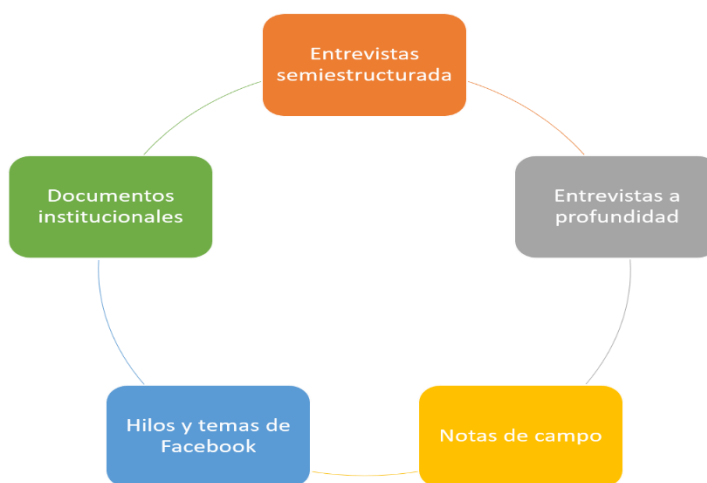 Entrevistas
semiestructurada
Entrevistas a
profundidad
Notas de campo
Hilos y temas de
Facebook
Documentos
institucionales